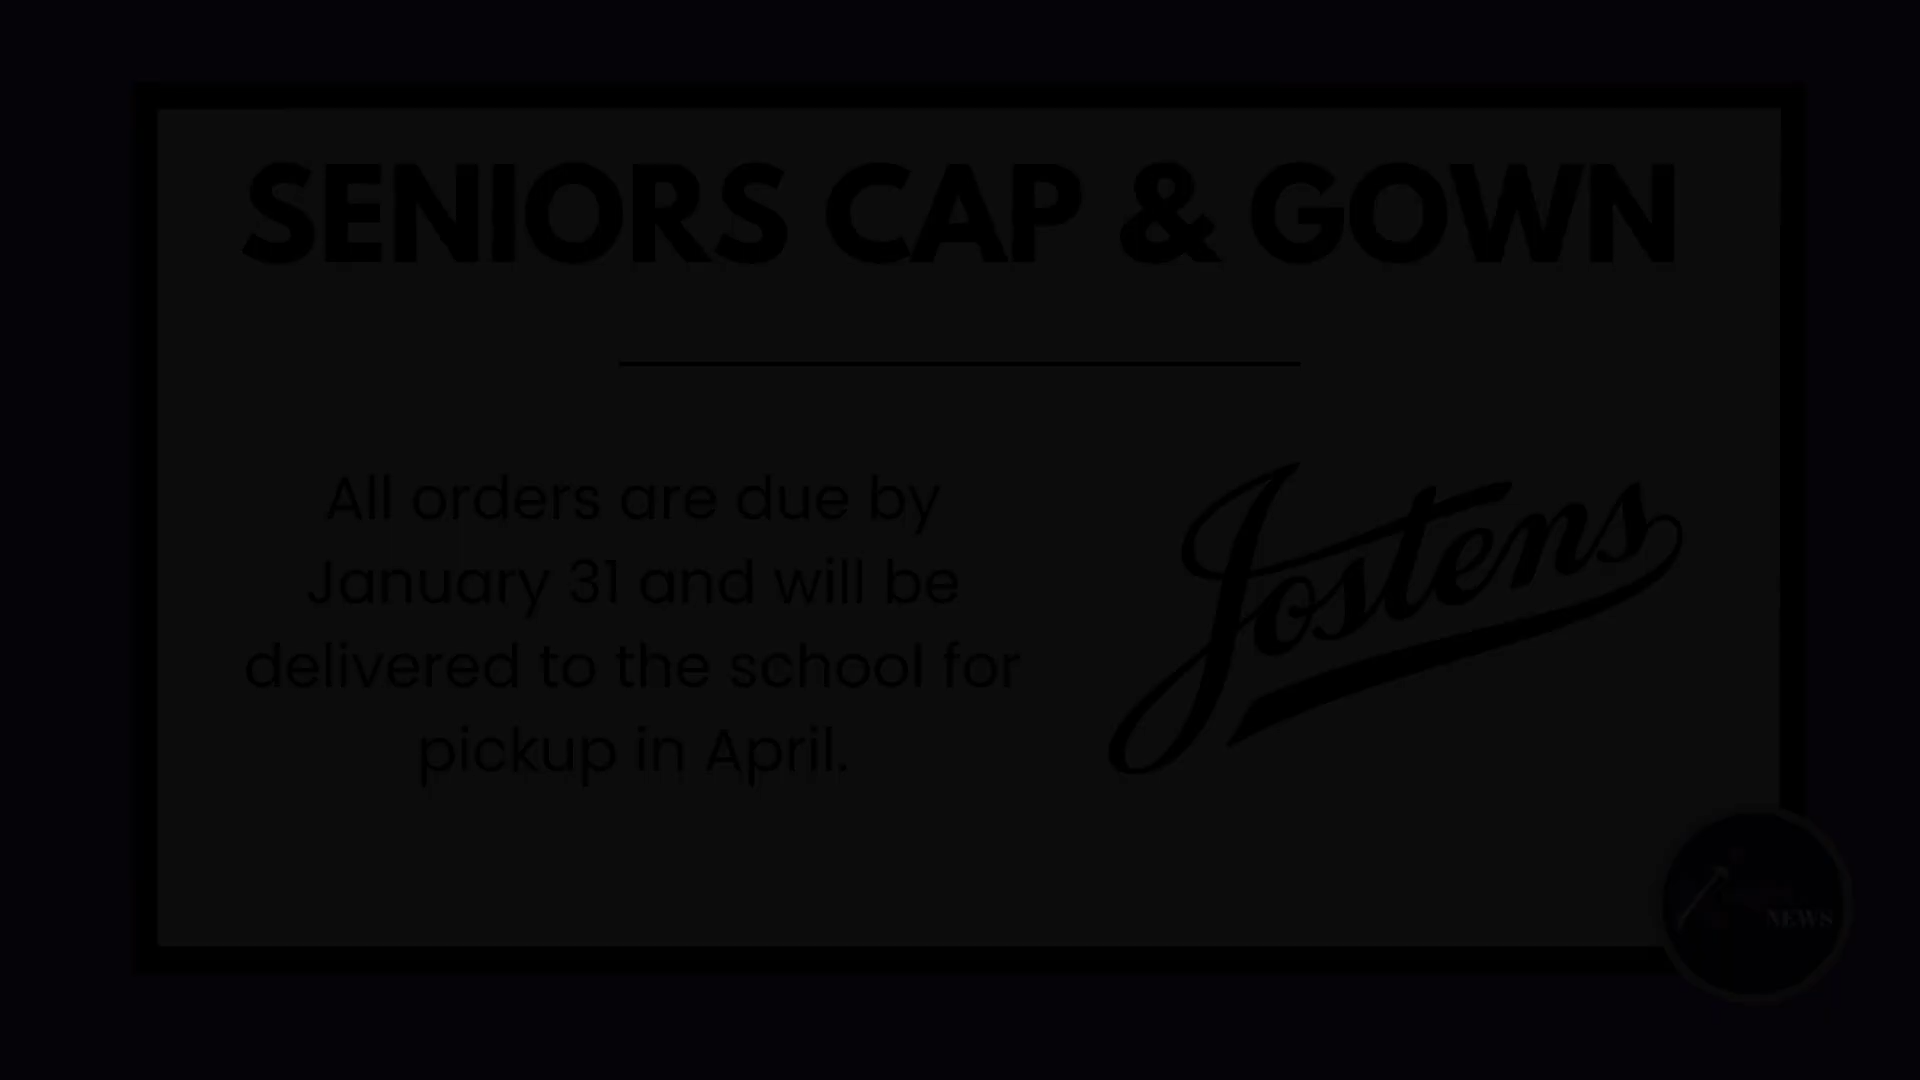 SENIORS CAP & GOWN
All orders are due by
January 31 and will be
delivered to the school for
pickup in April.
Jostens
NEWS